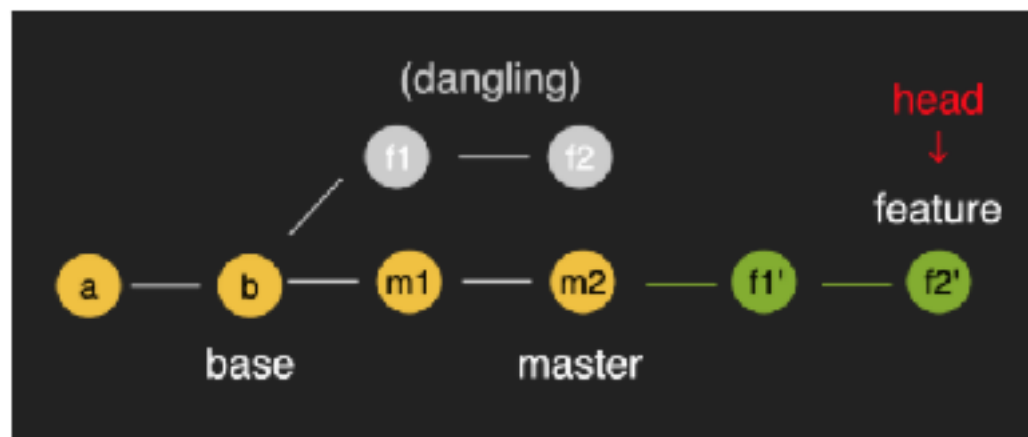 (dangling)
head
↓
f1 f2
feature
a b m1 m2 f1' f2'
base master